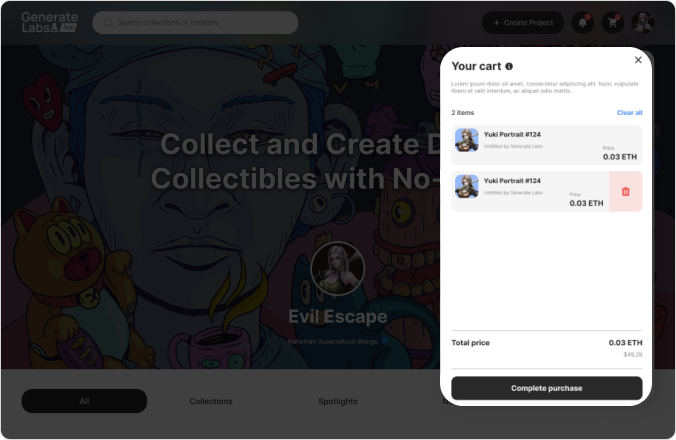 Generate
Labs App
Search collections or creators
+ Create Project
Collect and Create D
Collectibles with No-
Evil Escape
Supernatural Beings
All
Collections
Spotlights
Your cart
Lorem ipsum dolor sit amet, consectetur adipiscing elit. Nunc vulputate
libero et velit interdum, ac aliquet odio mattis.
2 items
Clear all
Yuki Portrait #124
Untitled by Generate Labs
Price
0.03 ETH
Yuki Portrait #124
Untitled by Generate Labs
Price
0.03 ETH
Total price
0.03 ETH
$49.29
Complete purchase